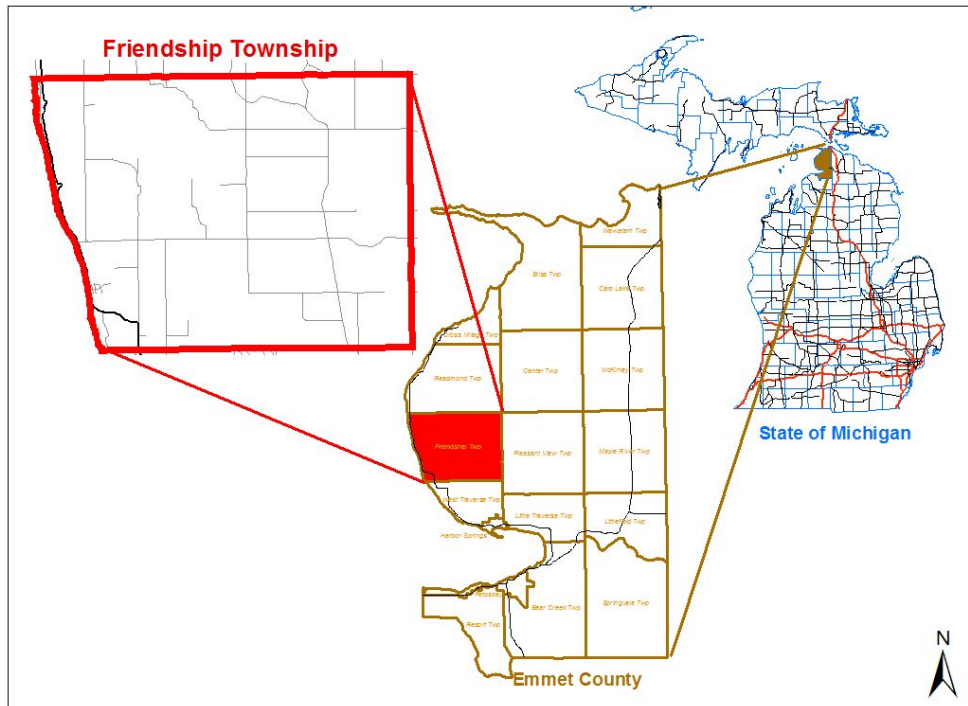 Friendship Township
Wawatam Twp
Bliss Twp
Carp Lake Twp
Cross Village Twp
Readmond Twp
Center Twp
McKinley Twp
State of Michigan
Friendship Twp
Pleasant View Twp
Maple River Twp
West Traverse Twp
Little Traverse Twp
Littlefield Twp
Harbor Springs
Petoskey
Bear Creek Twp
Springvale Twp
Resort Twp
N
Emmet County